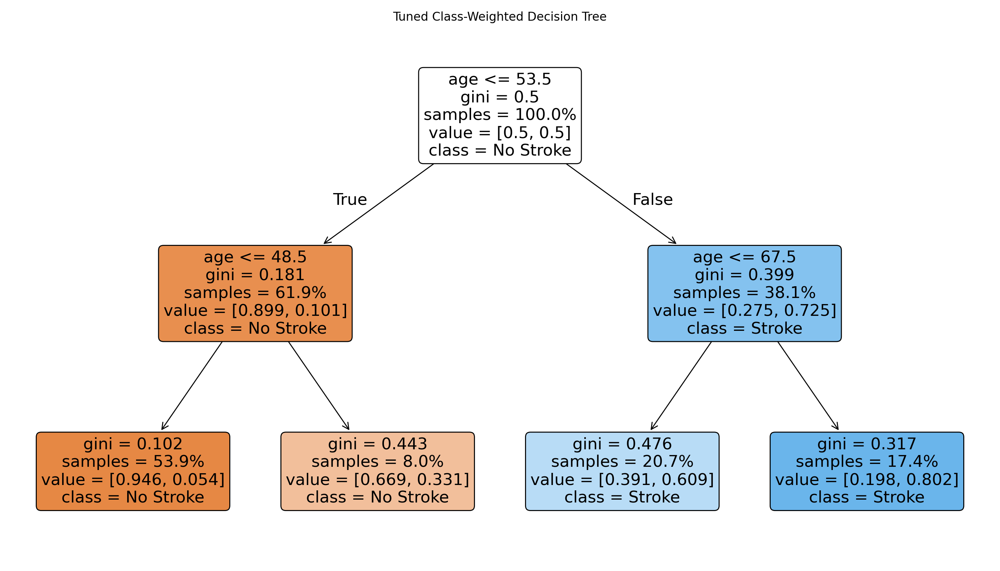 Tuned Class-Weighted Decision Tree
age <= 53.5
gini = 0.5
samples = 100.0%
value = [0.5, 0.5]
class = No Stroke
True
False
age <= 48.5
gini = 0.181
samples = 61.9%
value = [0.899, 0.101]
class = No Stroke
age <= 67.5
gini = 0.399
samples = 38.1%
value = [0.275, 0.725]
class = Stroke
gini = 0.102
samples = 53.9%
value = [0.946, 0.054]
class = No Stroke
gini = 0.443
samples = 8.0%
value = [0.669, 0.331]
class = No Stroke
gini = 0.476
samples = 20.7%
value = [0.391, 0.609]
class = Stroke
gini = 0.317
samples = 17.4%
value = [0.198, 0.802]
class = Stroke